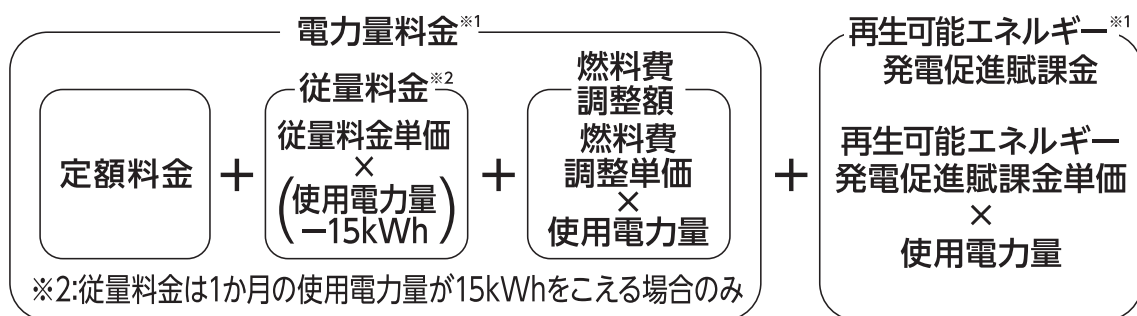 電力量料金※1
定額料金
+
従量料金※2
従量料金単価
×
(使用電力量
−15kWh)
+
燃料費
調整額
燃料費
調整単価
×
使用電力量
※2:従量料金は1か月の使用電力量が15kWhをこえる場合のみ
+
再生可能エネルギー※1
発電促進賦課金
再生可能エネルギー
発電促進賦課金単価
×
使用電力量